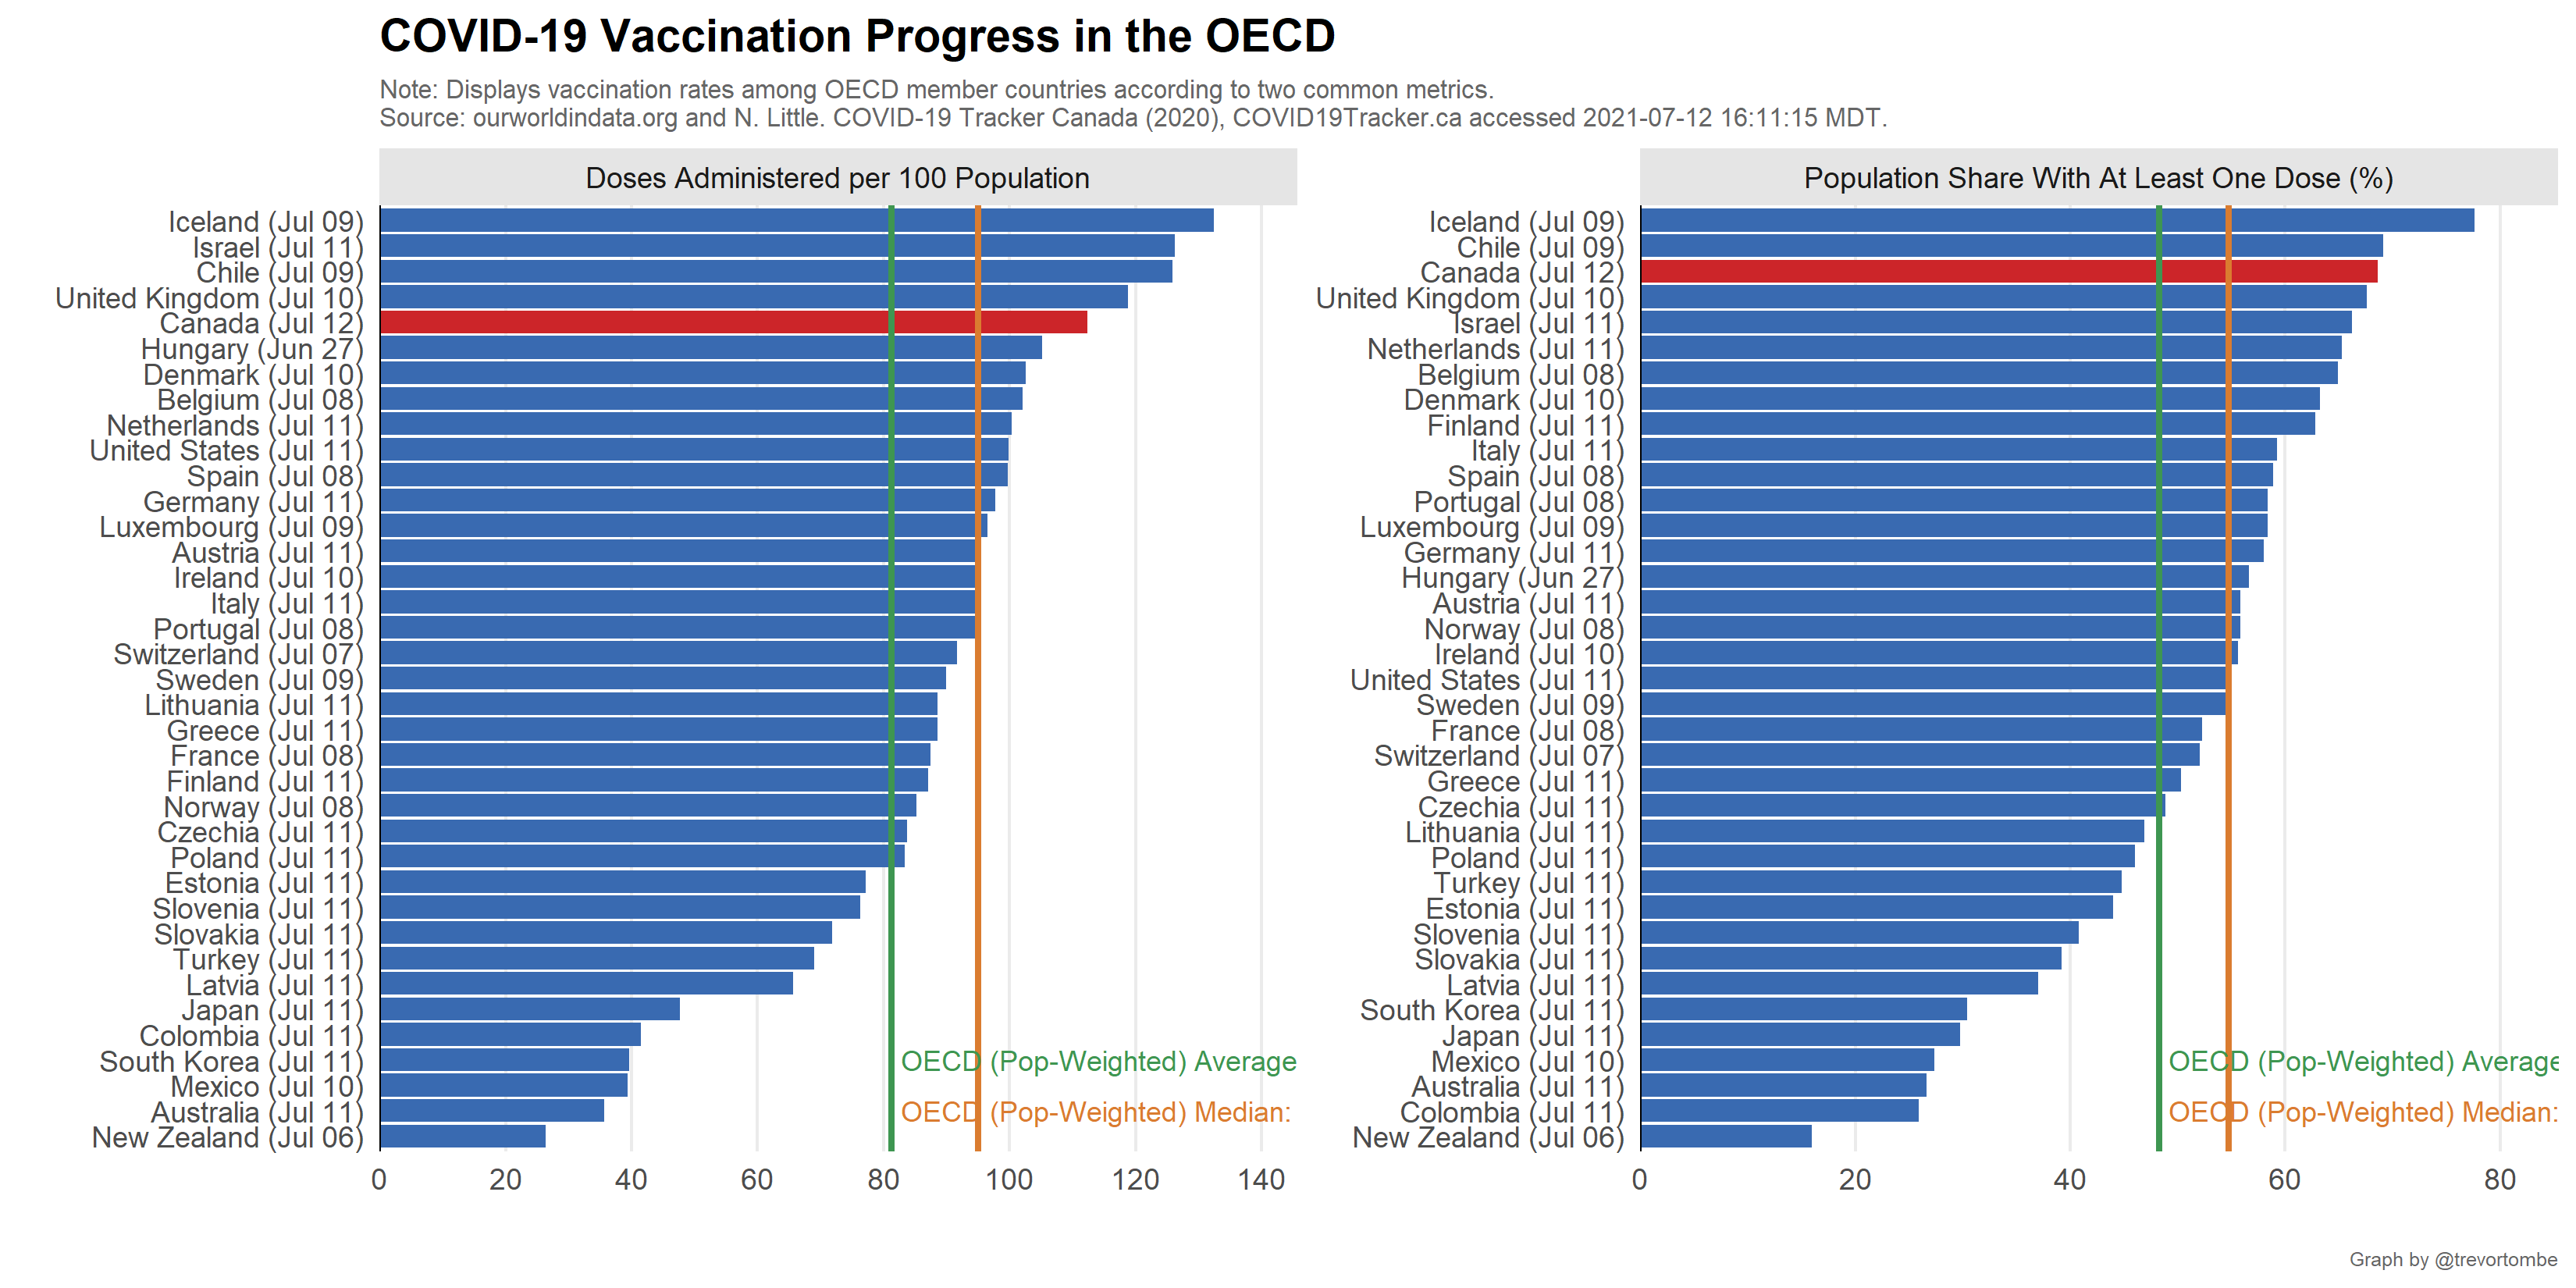 COVID-19 Vaccination Progress in the OECD
Note: Displays vaccination rates among OECD member countries according to two common metrics.
Source: ourworldindata.org and N. Little. COVID-19 Tracker Canada (2020), COVID19Tracker.ca accessed 2021-07-12 16:11:15 MDT.
Doses Administered per 100 Population
Iceland (Jul 09)
Israel (Jul 11)
Chile (Jul 09)
United Kingdom (Jul 10)
Canada (Jul 12)
Hungary (Jun 27)
Denmark (Jul 10)
Belgium (Jul 08)
Netherlands (Jul 11)
United States (Jul 11)
Spain (Jul 08)
Germany (Jul 11)
Luxembourg (Jul 09)
Austria (Jul 11)
Ireland (Jul 10)
Italy (Jul 11)
Portugal (Jul 08)
Switzerland (Jul 07)
Sweden (Jul 09)
Lithuania (Jul 11)
Greece (Jul 11)
France (Jul 08)
Finland (Jul 11)
Norway (Jul 08)
Czechia (Jul 11)
Poland (Jul 11)
Estonia (Jul 11)
Slovenia (Jul 11)
Slovakia (Jul 11)
Turkey (Jul 11)
Latvia (Jul 11)
Japan (Jul 11)
Colombia (Jul 11)
South Korea (Jul 11)
Mexico (Jul 10)
Australia (Jul 11)
New Zealand (Jul 06)
OECD (Pop-Weighted) Average
OECD (Pop-Weighted) Median:
0 20 40 60 80 100 120 140
Population Share With At Least One Dose (%)
Iceland (Jul 09)
Chile (Jul 09)
Canada (Jul 12)
United Kingdom (Jul 10)
Israel (Jul 11)
Netherlands (Jul 11)
Belgium (Jul 08)
Denmark (Jul 10)
Finland (Jul 11)
Italy (Jul 11)
Spain (Jul 08)
Portugal (Jul 08)
Luxembourg (Jul 09)
Germany (Jul 11)
Hungary (Jun 27)
Austria (Jul 11)
Norway (Jul 08)
Ireland (Jul 10)
United States (Jul 11)
Sweden (Jul 09)
France (Jul 08)
Switzerland (Jul 07)
Greece (Jul 11)
Czechia (Jul 11)
Lithuania (Jul 11)
Poland (Jul 11)
Turkey (Jul 11)
Estonia (Jul 11)
Slovenia (Jul 11)
Slovakia (Jul 11)
Latvia (Jul 11)
South Korea (Jul 11)
Japan (Jul 11)
Mexico (Jul 10)
Australia (Jul 11)
Colombia (Jul 11)
New Zealand (Jul 06)
OECD (Pop-Weighted) Average
OECD (Pop-Weighted) Median:
0 20 40 60 80
Graph by @trevortombe